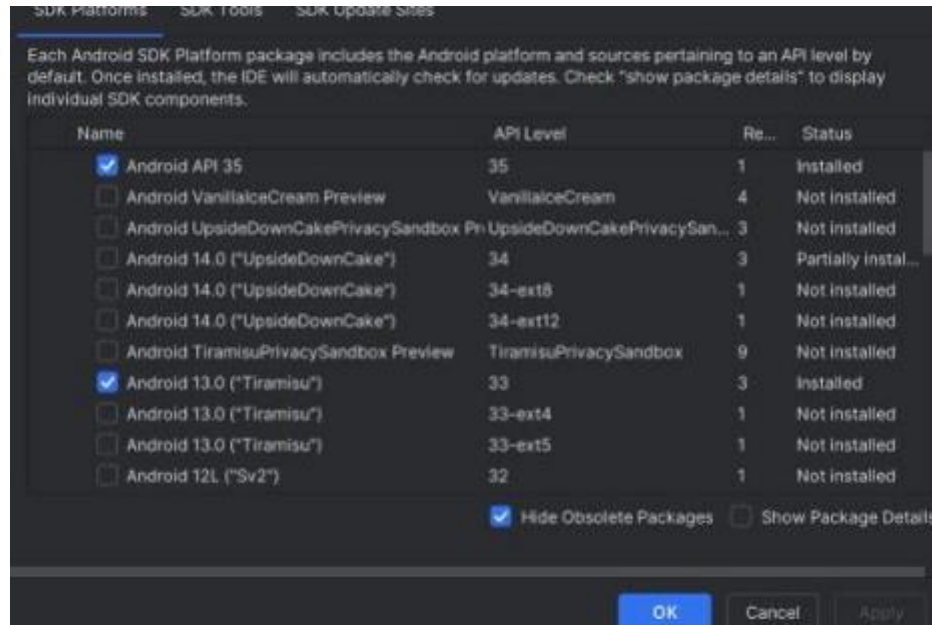 SDK Platforms SDK Tools SDK Update Sites
Each Android SDK Platform package includes the Android platform and sources pertaining to an API level by
default. Once installed, the IDE will automatically check for updates. Check "show package details" to display
individual SDK components.
Name API Level Re... Status
Android API 35 35 1 Installed
Android VanillaIceCream Preview VanillaIceCream 4 Not installed
Android UpsideDownCakePrivacySandbox Pr UpsideDownCakePrivacySan... 3 Not installed
Android 14.0 ("UpsideDownCake") 34 3 Partially instal...
Android 14.0 ("UpsideDownCake") 34-ext8 1 Not installed
Android 14.0 ("UpsideDownCake") 34-ext12 1 Not installed
Android TiramisuPrivacySandbox Preview TiramisuPrivacySandbox 9 Not installed
Android 13.0 ("Tiramisu") 33 3 Installed
Android 13.0 ("Tiramisu") 33-ext4 1 Not installed
Android 13.0 ("Tiramisu") 33-ext5 1 Not installed
Android 12L ("Sv2") 32 1 Not installed
Hide Obsolete Packages Show Package Details
OK Cancel Apply